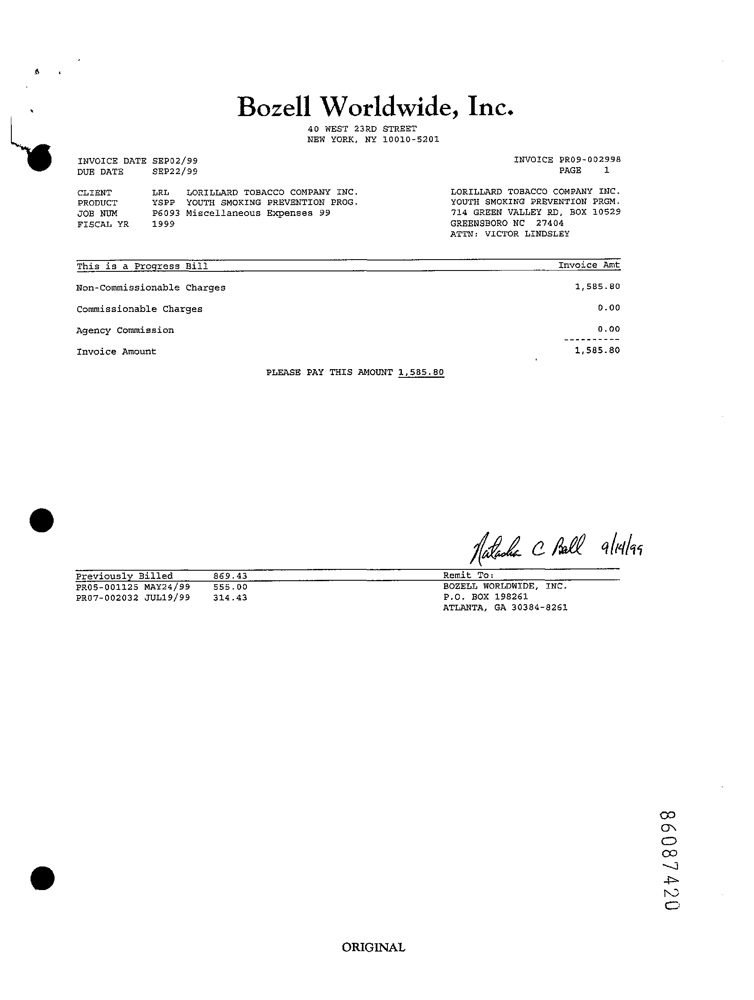 Bozell Worldwide, Inc.
40 WEST 23RD STREET
NEW YORK, NY 10010-5201
INVOICE DATE SEP02/99
DUE DATE SEP22/99
INVOICE PR09-002998
PAGE 1
CLIENT LRL LORILLARD TOBACCO COMPANY INC.
PRODUCT YSPP YOUTH SMOKING PREVENTION PROG.
JOB NUM P6093 Miscellaneous Expenses 99
FISCAL YR 1999
LORILLARD TOBACCO COMPANY INC.
YOUTH SMOKING PREVENTION PRGM.
714 GREEN VALLEY RD, BOX 10529
GREENSBORO NC 27404
ATTN: VICTOR LINDSLEY
This is a Progress Bill Invoice Amt
Non-Commissionable Charges 1,585.80
Commissionable Charges 0.00
Agency Commission 0.00
----------
Invoice Amount 1,585.80
PLEASE PAY THIS AMOUNT 1,585.80
Natasha C Ball 9/14/99
Previously Billed 869.43
PR05-001125 MAY24/99 555.00
PR07-002032 JUL19/99 314.43
Remit To:
BOZELL WORLDWIDE, INC.
P.O. BOX 198261
ATLANTA, GA 30384-8261
86087420
ORIGINAL